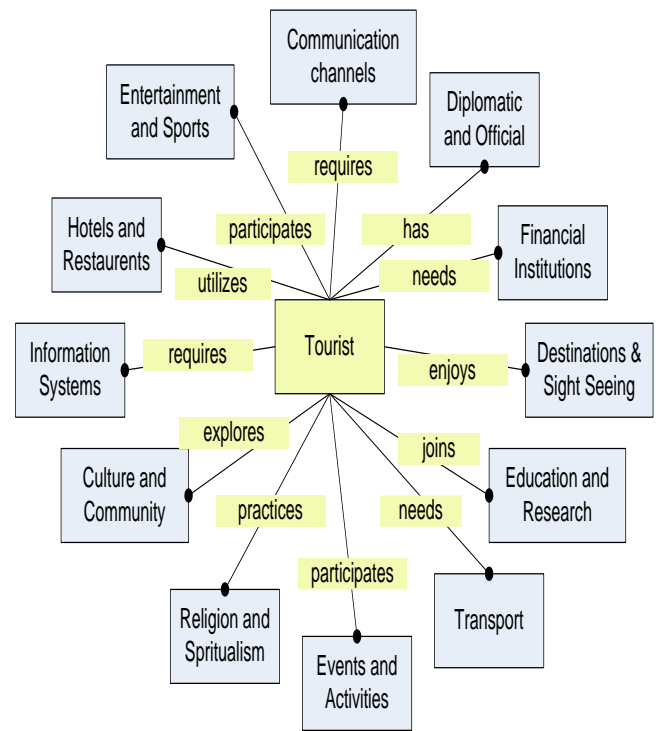 Communication
channels
Entertainment
and Sports
Diplomatic
and Official
requires
Hotels and
Restaurents
participates
has
Financial
Institutions
utilizes
needs
Information
Systems
requires
Tourist
enjoys
Destinations &
Sight Seeing
explores
joins
Culture and
Community
practices
needs
Education and
Research
participates
Religion and
Spritualism
Transport
Events and
Activities